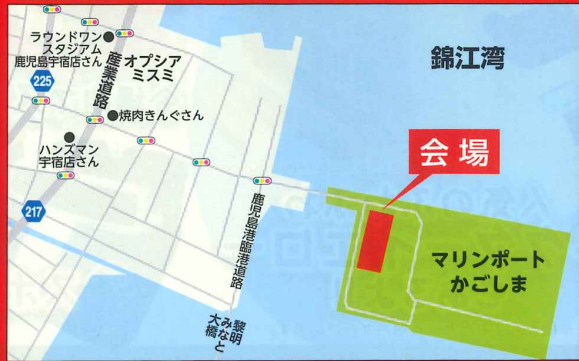 ラウンドワン
スタジアム
鹿児島宇宿店さん
オプシア
ミスミ
産業道路
225
焼肉きんぐさん
ハンズマン
宇宿店さん
217
鹿児島港臨港道路
黎明
みなと
大橋
錦江湾
会場
マリンポート
かごしま